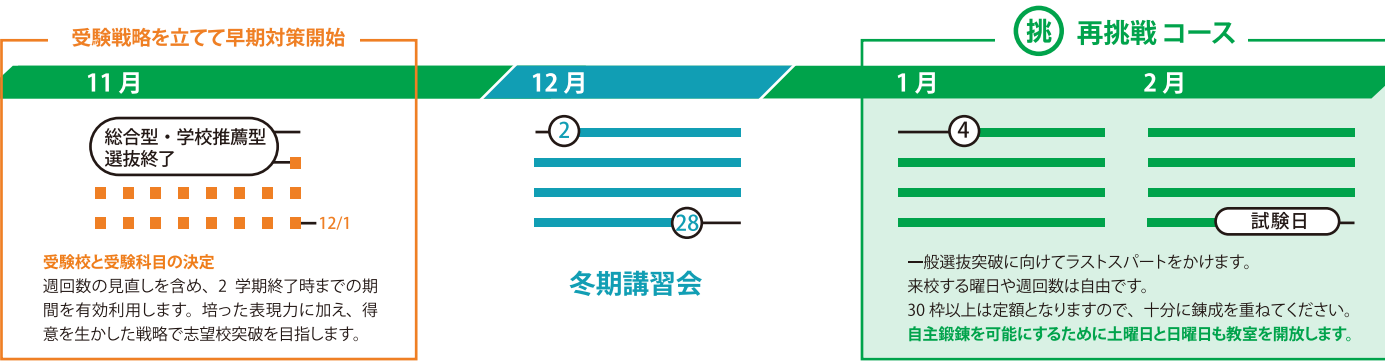 受験戦略を立てて早期対策開始
挑 再挑戦コース
11月
12月
1月
2月
総合型・学校推薦型
選抜終了
12/1
2
28
4
試験日
受験校と受験科目の決定
週回数の見直しを含め、2 学期終了時までの期
間を有効利用します。培った表現力に加え、得
意を生かした戦略で志望校突破を目指します。
冬期講習会
一般選抜突破に向けてラストスパートをかけます。
来校する曜日や週回数は自由です。
30 枠以上は定額となりますので、十分に錬成を重ねてください。
自主鍛錬を可能にするために土曜日と日曜日も教室を開放します。